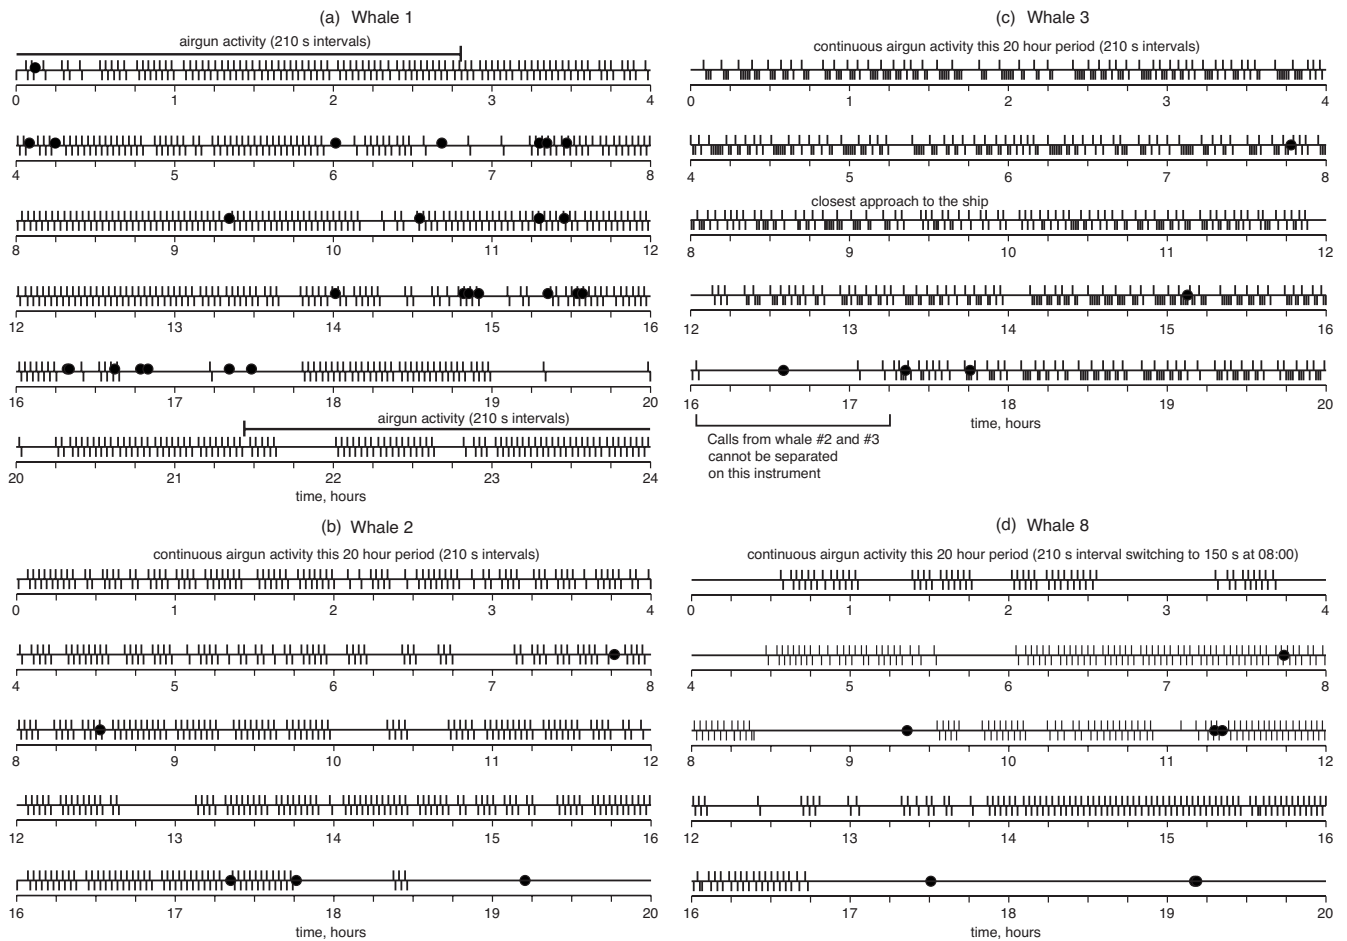 (a) Whale 1
airgun activity (210 s intervals)
0 1 2 3 4
4 5 6 7 8
8 9 10 11 12
12 13 14 15 16
16 17 18 19 20
airgun activity (210 s intervals)
20 21 22 23 24
time, hours
(b) Whale 2
continuous airgun activity this 20 hour period (210 s intervals)
0 1 2 3 4
4 5 6 7 8
8 9 10 11 12
12 13 14 15 16
16 17 18 19 20
time, hours
(c) Whale 3
continuous airgun activity this 20 hour period (210 s intervals)
0 1 2 3 4
4 5 6 7 8
closest approach to the ship
8 9 10 11 12
12 13 14 15 16
16 17 18 19 20
time, hours
Calls from whale #2 and #3
cannot be separated
on this instrument
(d) Whale 8
continuous airgun activity this 20 hour period (210 s interval switching to 150 s at 08:00)
0 1 2 3 4
4 5 6 7 8
8 9 10 11 12
12 13 14 15 16
16 17 18 19 20
time, hours